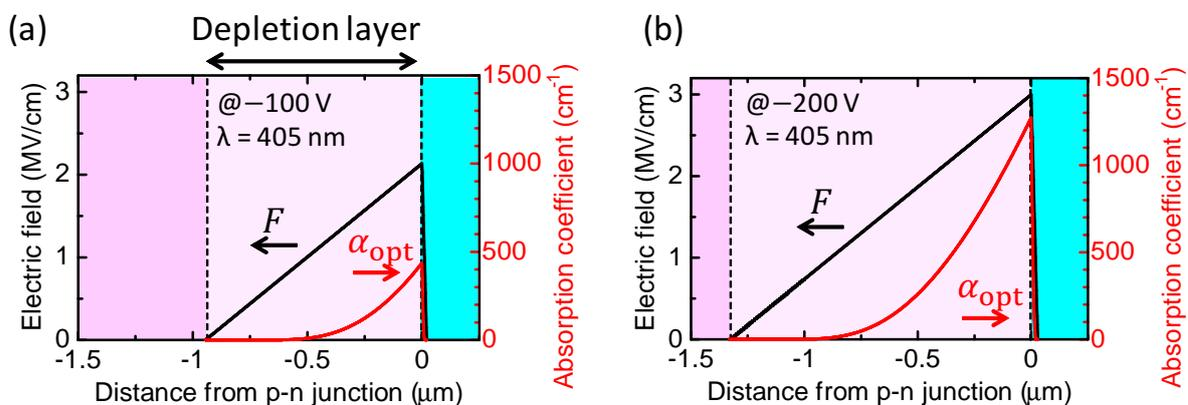 (a)
Depletion layer
3
2
1
0
Electric field (MV/cm)
@−100 V
λ = 405 nm
F
αopt
1500
1000
500
0
Absorption coefficient (cm-1)
-1.5
-1
-0.5
0
Distance from p-n junction (μm)
(b)
3
2
1
0
Electric field (MV/cm)
@−200 V
λ = 405 nm
F
αopt
1500
1000
500
0
Absorption coefficient (cm-1)
-1.5
-1
-0.5
0
Distance from p-n junction (μm)